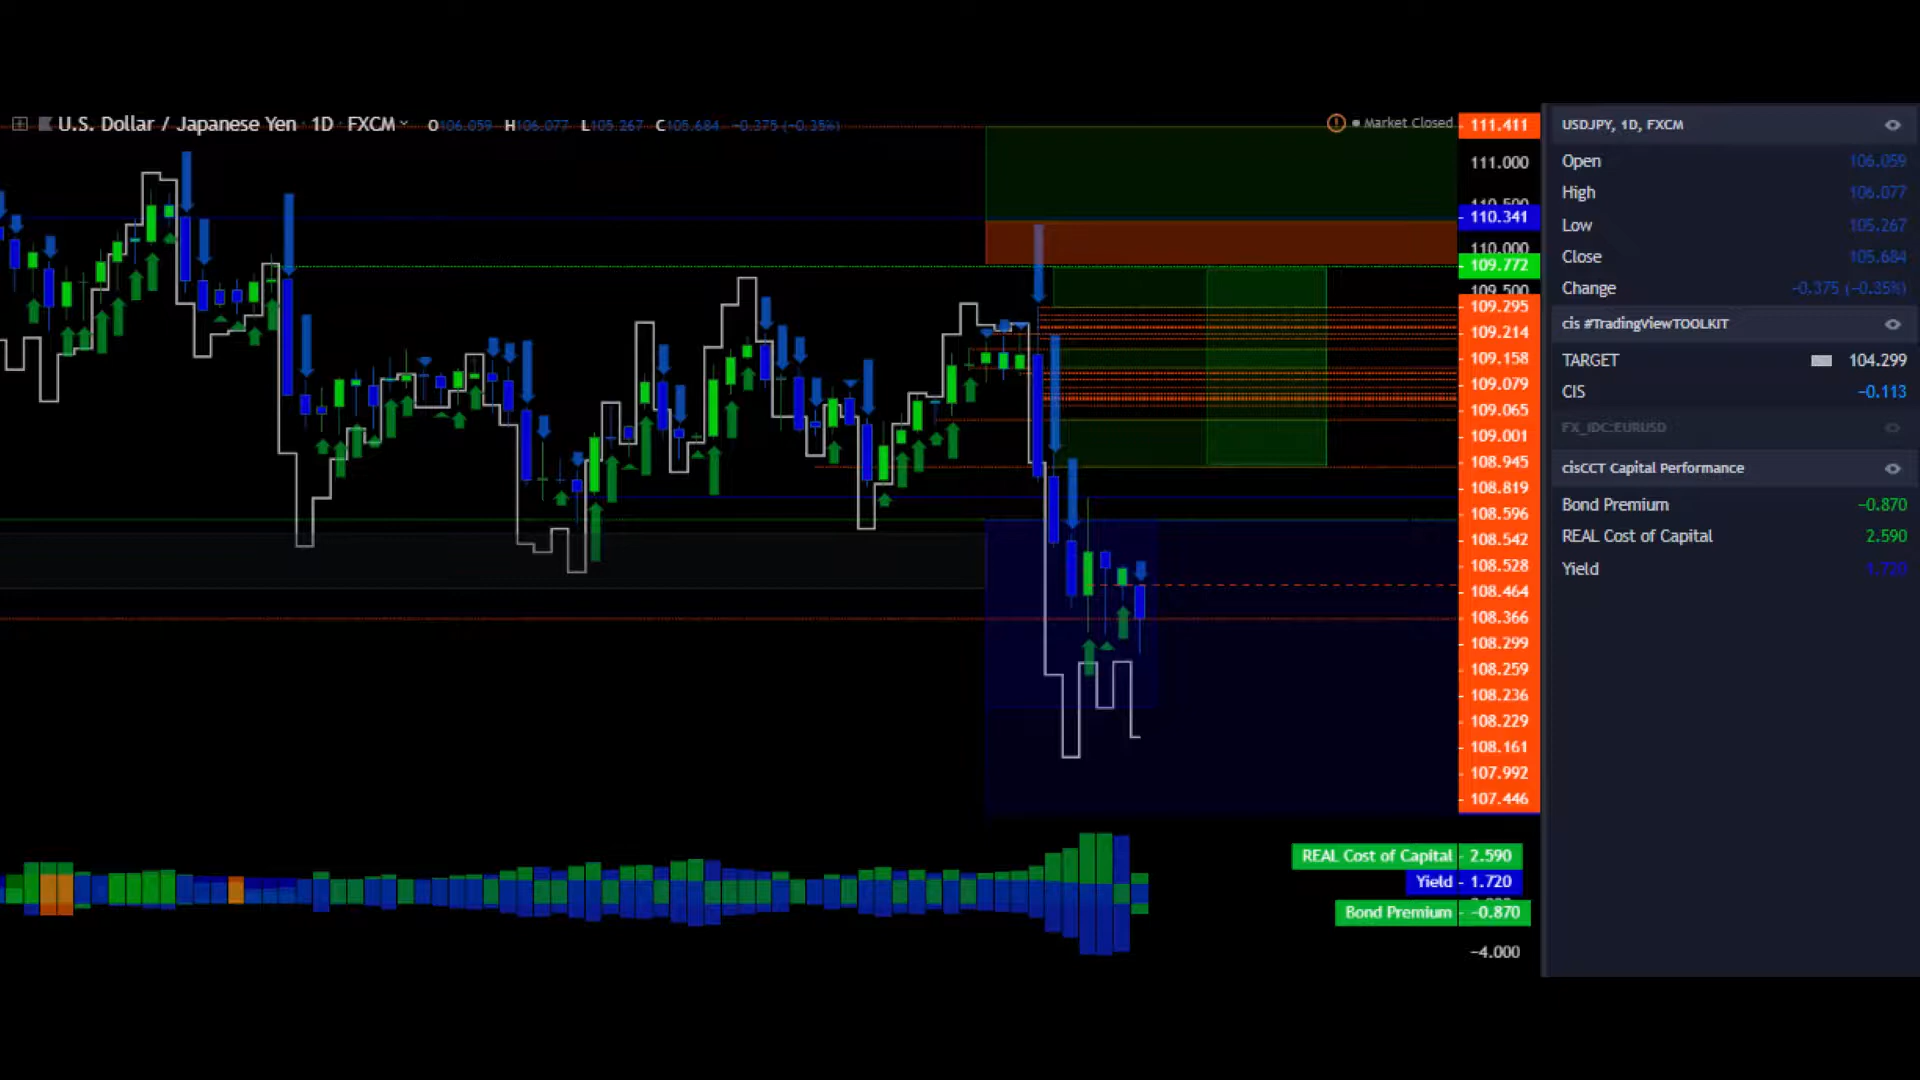 U.S. Dollar / Japanese Yen · 1D · FXCM O106.059 H106.077 L105.267 C105.684 −0.375 (−0.35%)
Market Closed
111.411
111.000
110.500
110.341
110.000
109.772
109.500
109.295
109.214
109.158
109.079
109.065
109.001
108.945
108.819
108.596
108.542
108.528
108.464
108.366
108.299
108.259
108.236
108.229
108.161
107.992
107.446
REAL Cost of Capital 2.590
Yield 1.720
Bond Premium −0.870
−4.000
USDJPY, 1D, FXCM
Open 106.059
High 106.077
Low 105.267
Close 105.684
Change −0.375 (−0.35%)
cis #TradingViewTOOLKIT
TARGET 104.299
CIS −0.113
FX_IDC:EURUSD
cisCCT Capital Performance
Bond Premium −0.870
REAL Cost of Capital 2.590
Yield 1.720